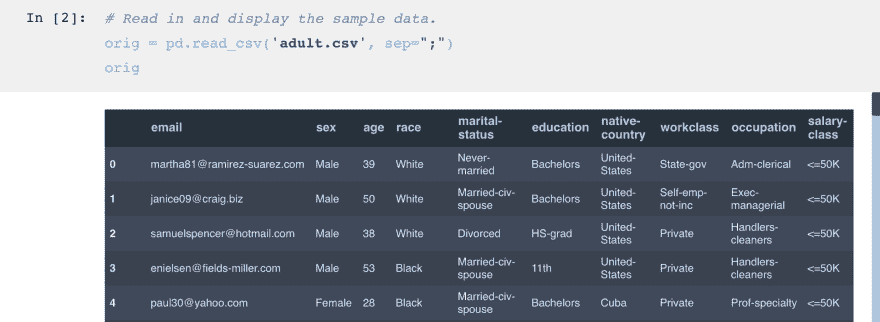 In [2]: # Read in and display the sample data.
orig = pd.read_csv('adult.csv', sep=";")
orig
email sex age race marital-status education native-country workclass occupation salary-class
0 martha81@ramirez-suarez.com Male 39 White Never-married Bachelors United-States State-gov Adm-clerical <=50K
1 janice09@craig.biz Male 50 White Married-civ-spouse Bachelors United-States Self-emp-not-inc Exec-managerial <=50K
2 samuelspencer@hotmail.com Male 38 White Divorced HS-grad United-States Private Handlers-cleaners <=50K
3 enielsen@fields-miller.com Male 53 Black Married-civ-spouse 11th United-States Private Handlers-cleaners <=50K
4 paul30@yahoo.com Female 28 Black Married-civ-spouse Bachelors Cuba Private Prof-specialty <=50K